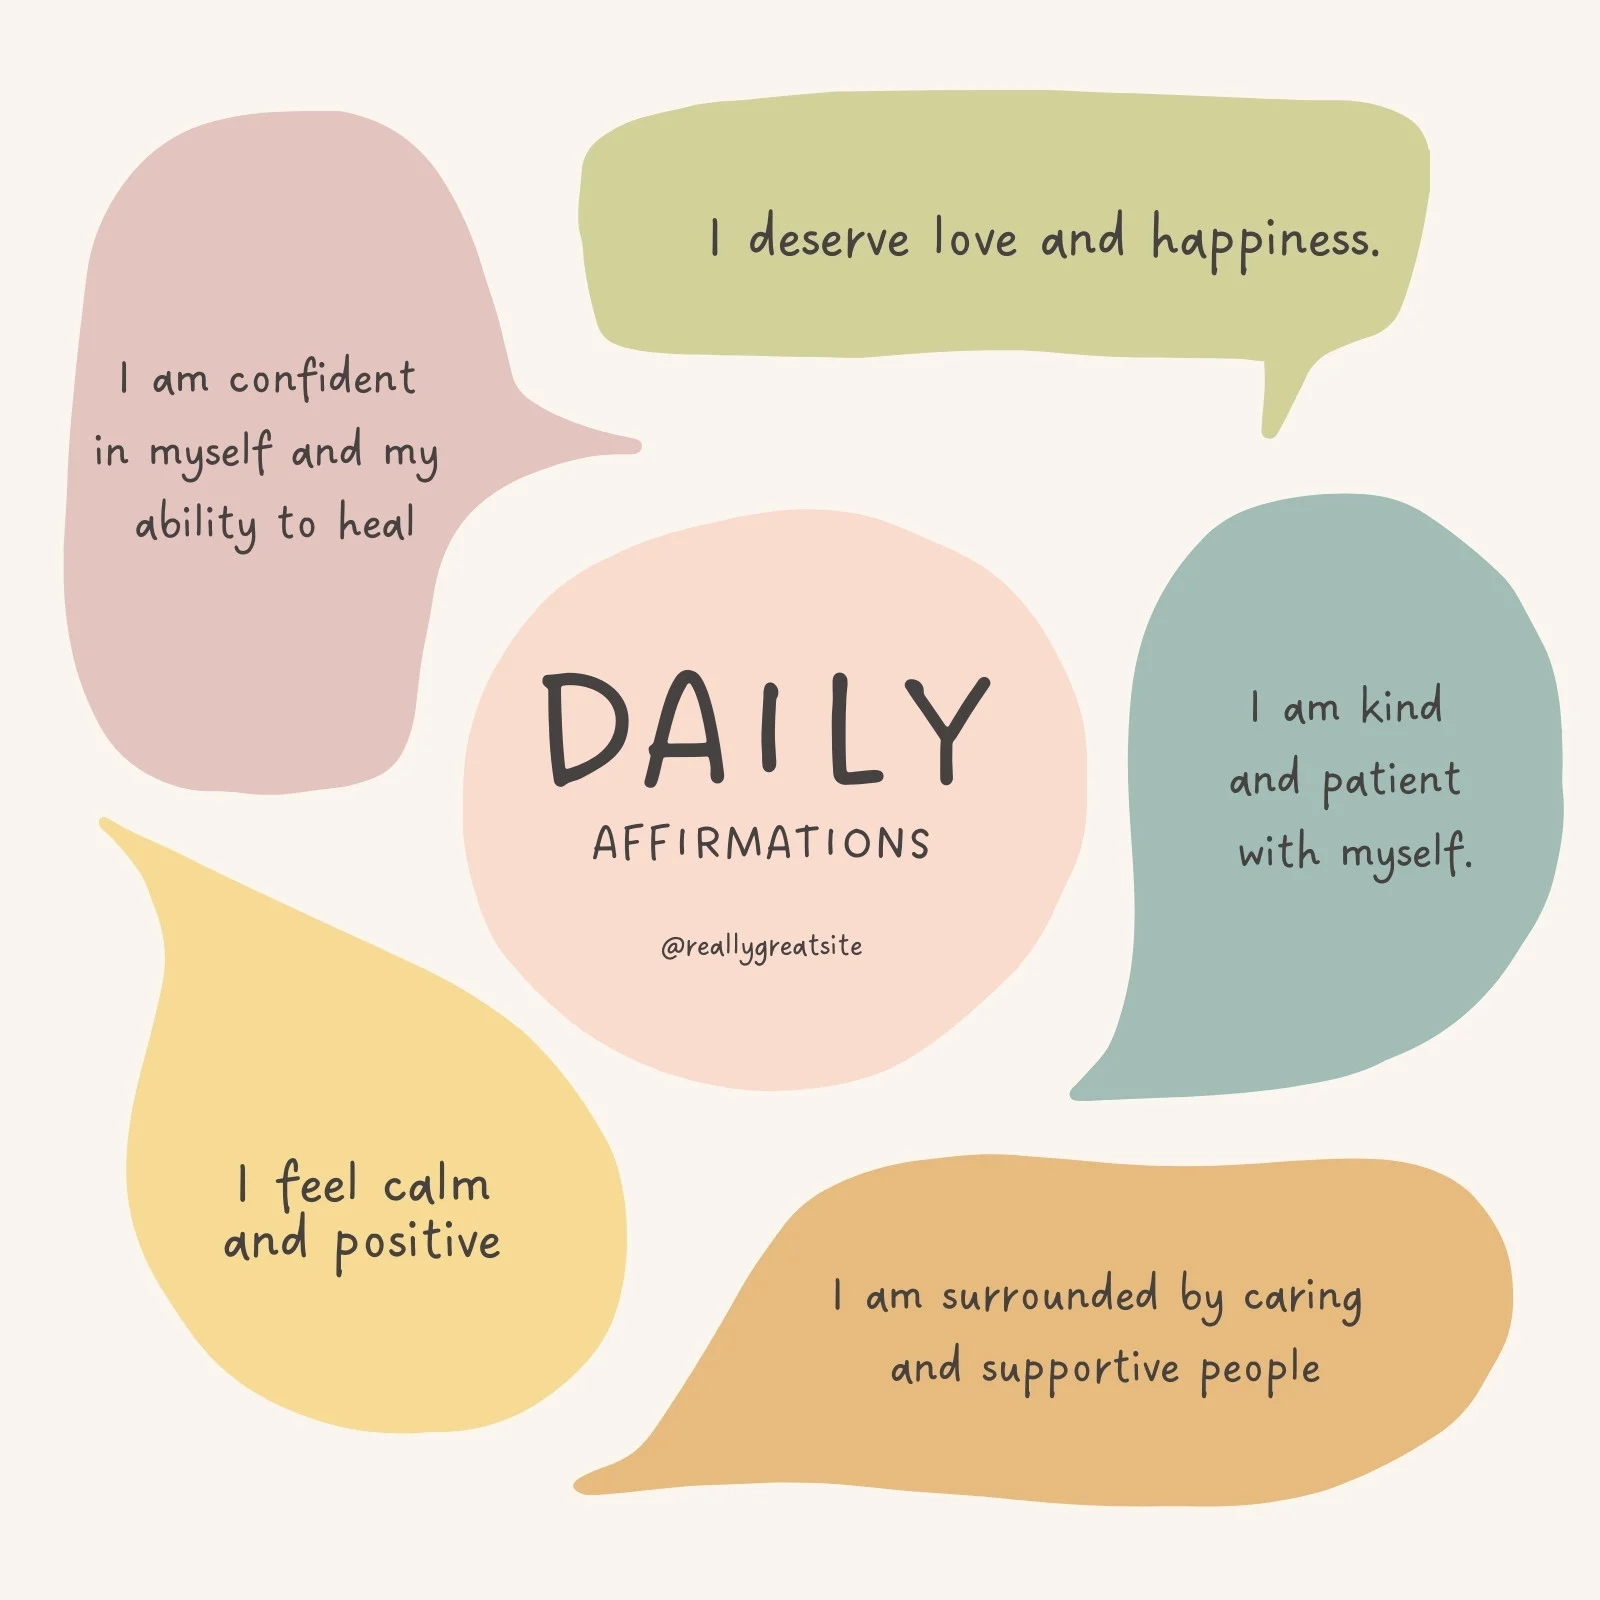 I deserve love and happiness.
I am confident
in myself and my
ability to heal
DAILY
AFFIRMATIONS
@reallygreatsite
I am kind
and patient
with myself.
I feel calm
and positive
I am surrounded by caring
and supportive people